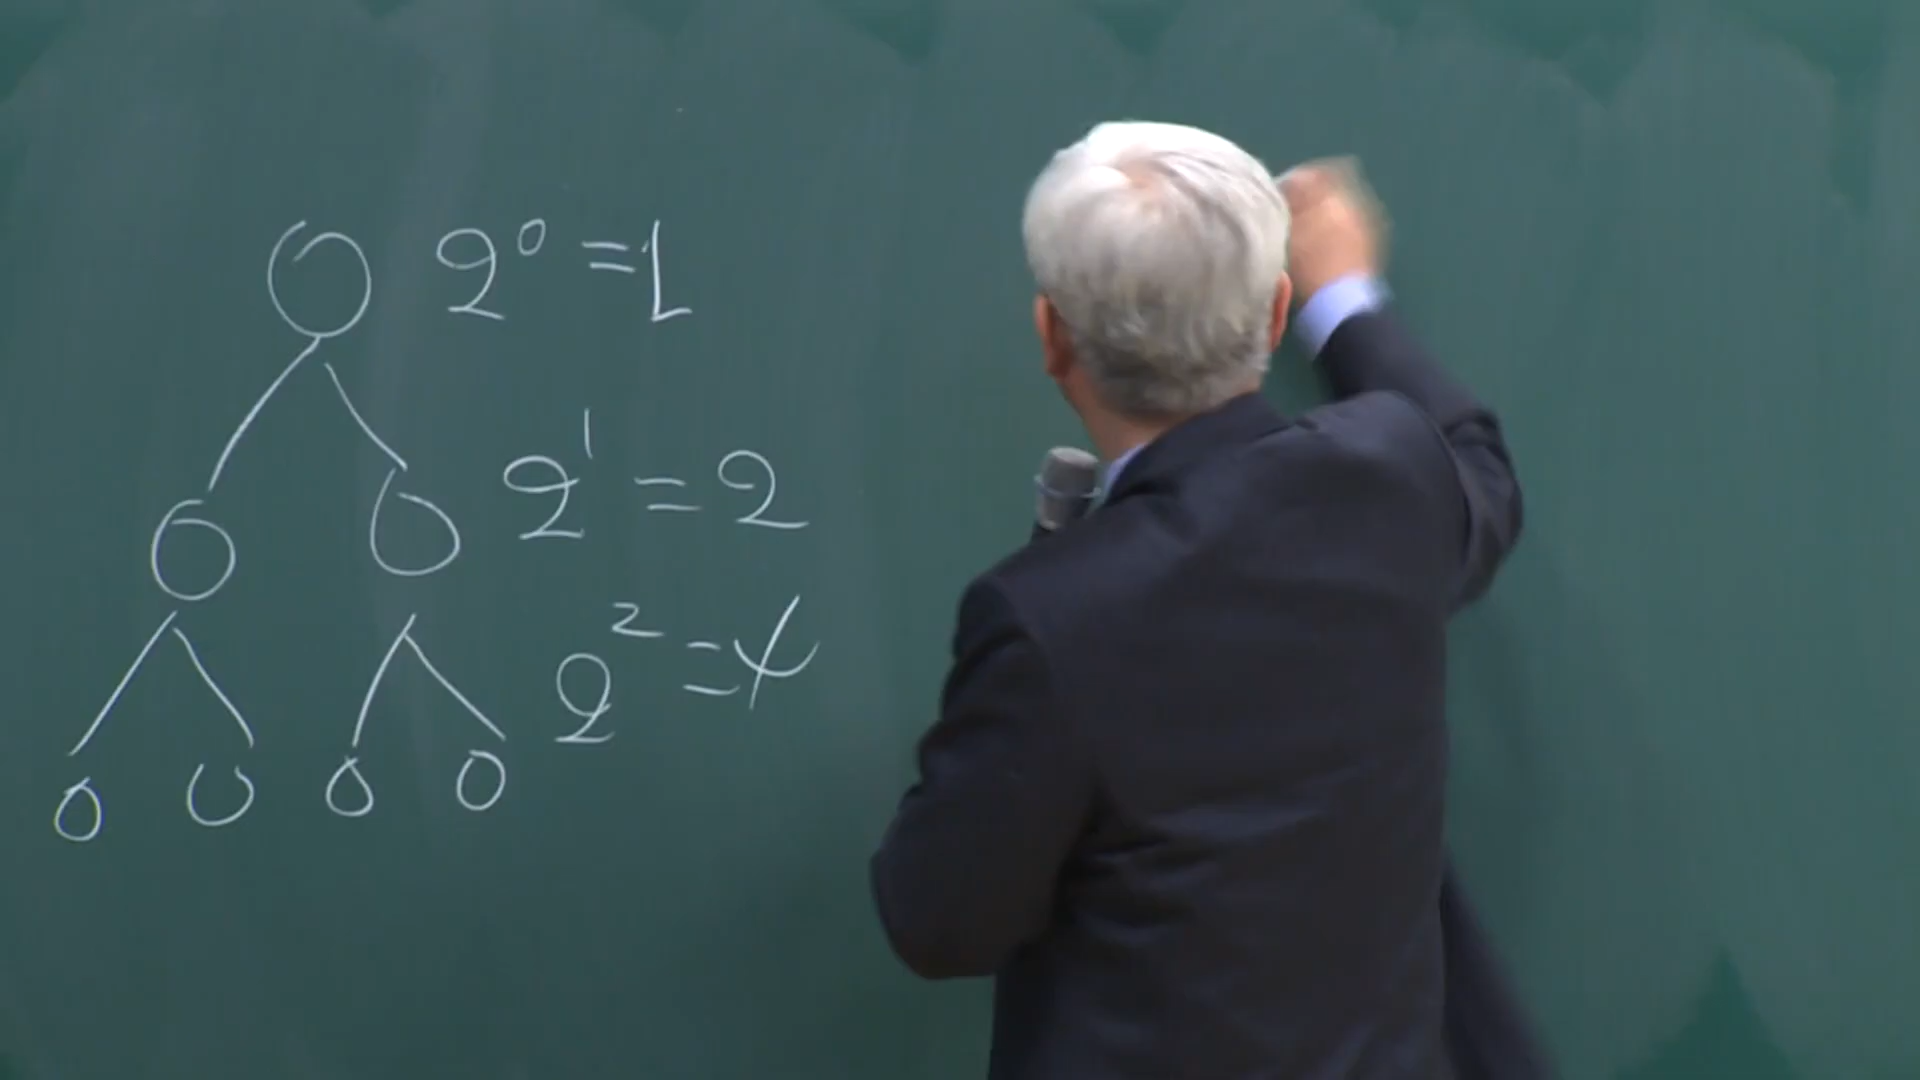 2⁰ = 1
2¹ = 2
2² = 4